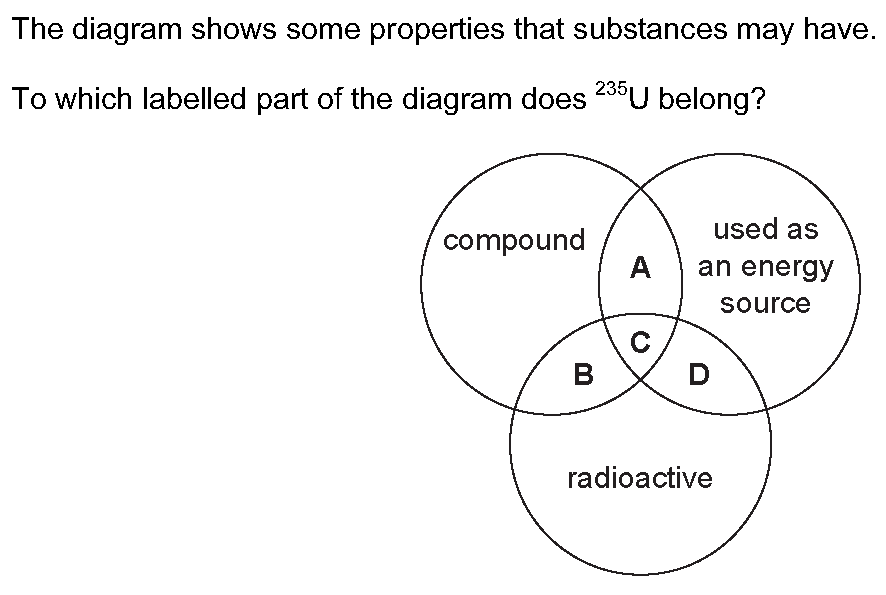 The diagram shows some properties that substances may have.
To which labelled part of the diagram does ²³⁵U belong?
compound
used as
an energy
source
A
C
B
D
radioactive